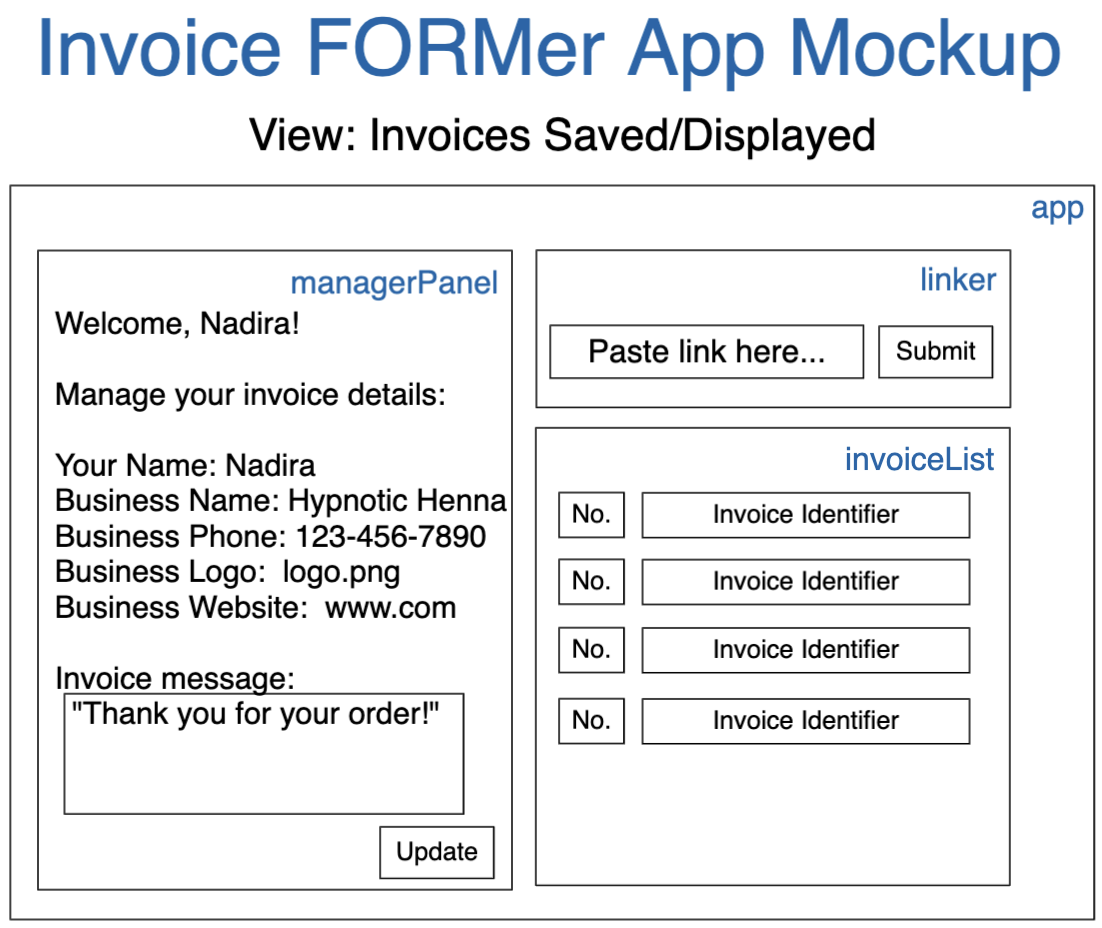 Invoice FORMer App Mockup
View: Invoices Saved/Displayed
app
managerPanel
Welcome, Nadira!
Manage your invoice details:
Your Name: Nadira
Business Name: Hypnotic Henna
Business Phone: 123-456-7890
Business Logo:  logo.png
Business Website:  www.com
Invoice message:
"Thank you for your order!"
Update
linker
Paste link here... Submit
invoiceList
No. Invoice Identifier
No. Invoice Identifier
No. Invoice Identifier
No. Invoice Identifier